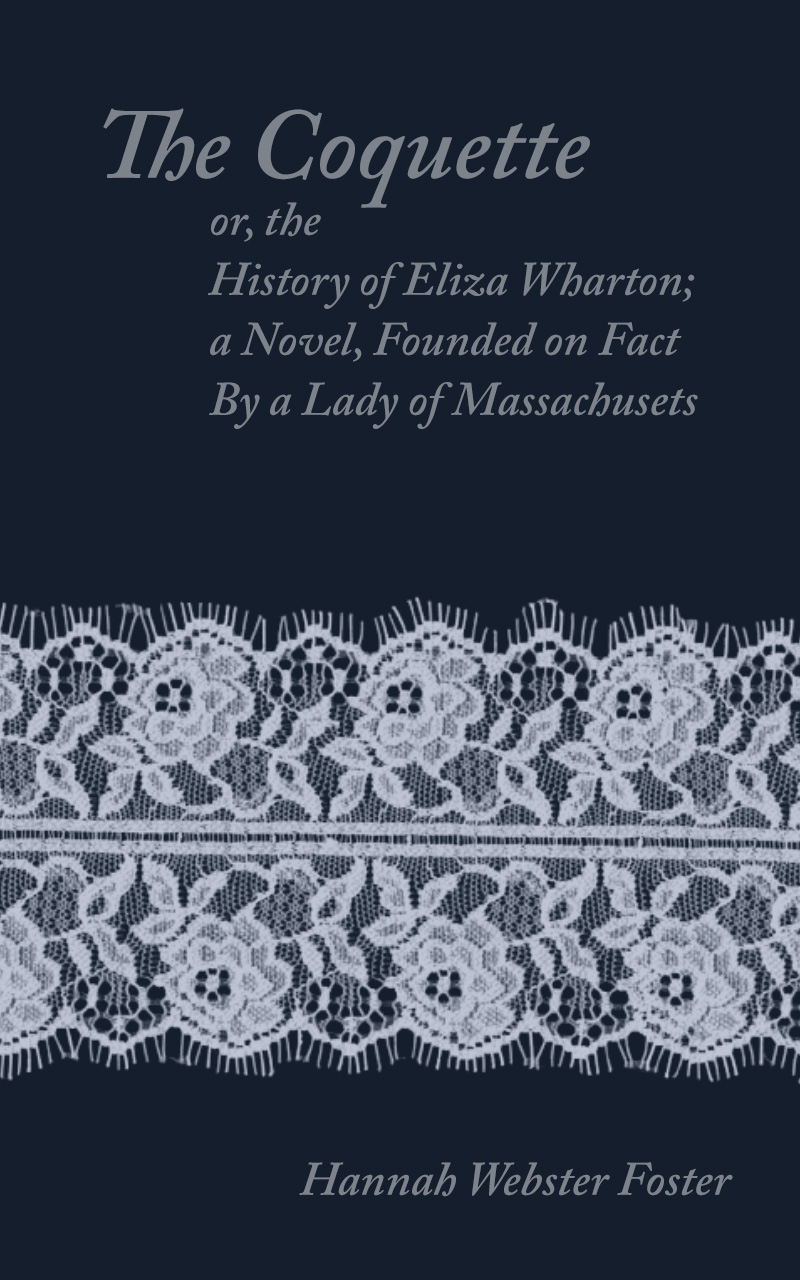 The Coquette
or, the
History of Eliza Wharton;
a Novel, Founded on Fact
By a Lady of Massachusets
Hannah Webster Foster